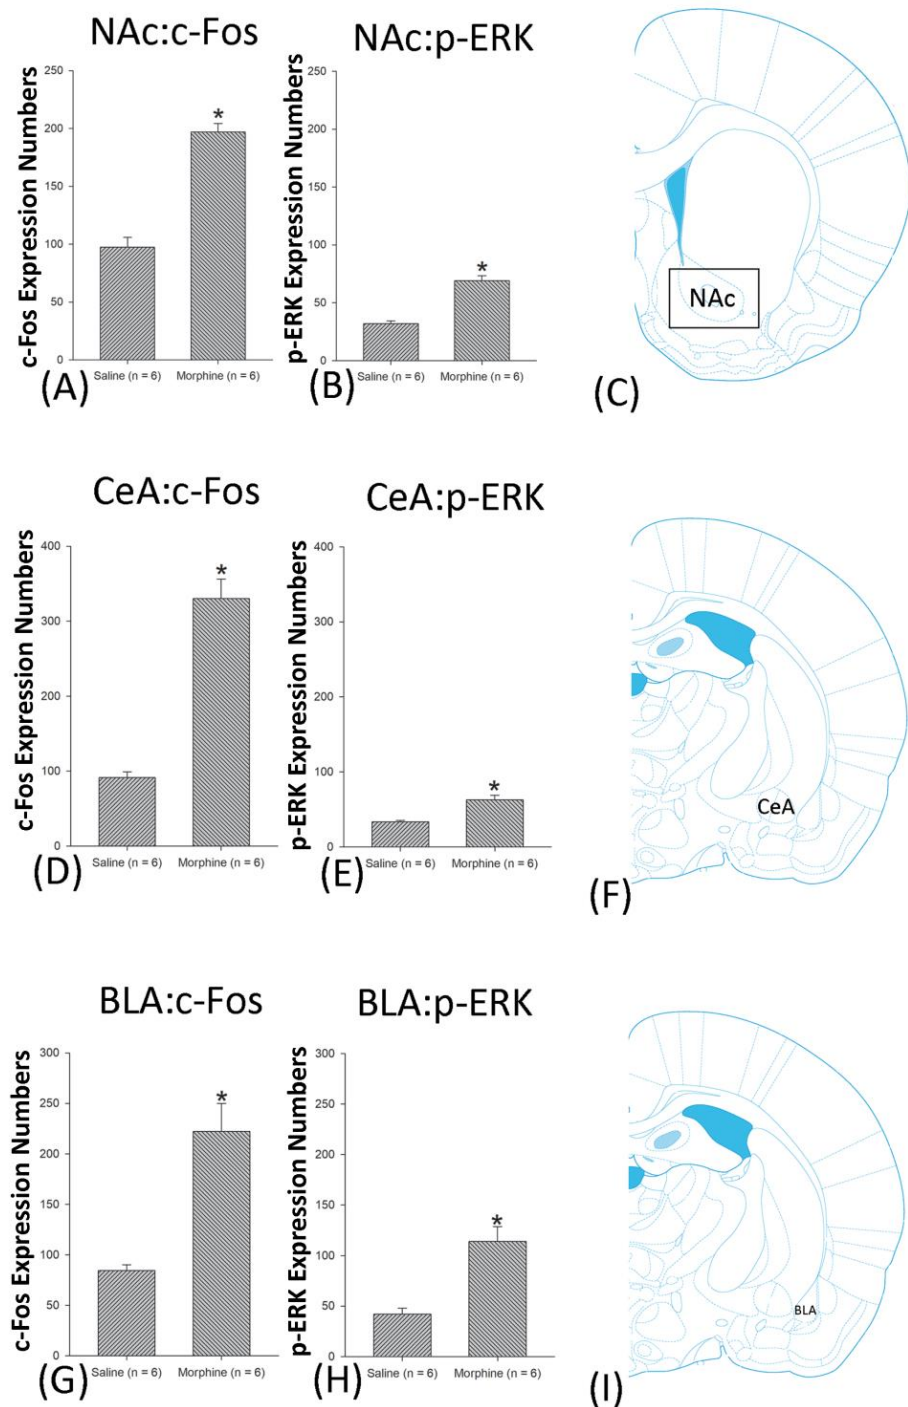 NAc:c-Fos
c-Fos Expression Numbers
250
200
150
100
50
0
*
Saline (n = 6)
Morphine (n = 6)
(A)
NAc:p-ERK
p-ERK Expression Numbers
250
200
150
100
50
0
*
Saline (n = 6)
Morphine (n = 6)
(B)
NAc
(C)
CeA:c-Fos
c-Fos Expression Numbers
400
300
200
100
0
*
Saline (n = 6)
Morphine (n = 6)
(D)
CeA:p-ERK
p-ERK Expression Numbers
400
300
200
100
0
*
Saline (n = 6)
Morphine (n = 6)
(E)
CeA
(F)
BLA:c-Fos
c-Fos Expression Numbers
300
250
200
150
100
50
0
*
Saline (n = 6)
Morphine (n = 6)
(G)
BLA:p-ERK
p-ERK Expression Numbers
300
250
200
150
100
50
0
*
Saline (n = 6)
Morphine (n = 6)
(H)
BLA
(I)